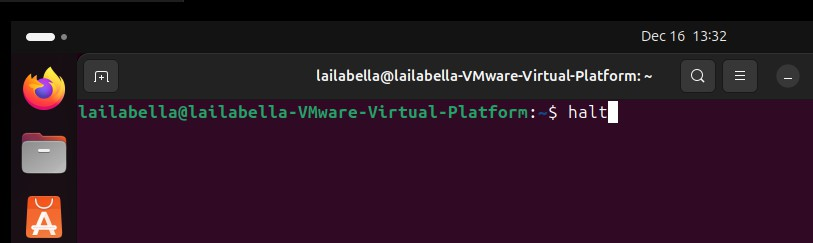 Dec 16 13:32
lailabella@lailabella-VMware-Virtual-Platform: ~
lailabella@lailabella-VMware-Virtual-Platform:~$ halt